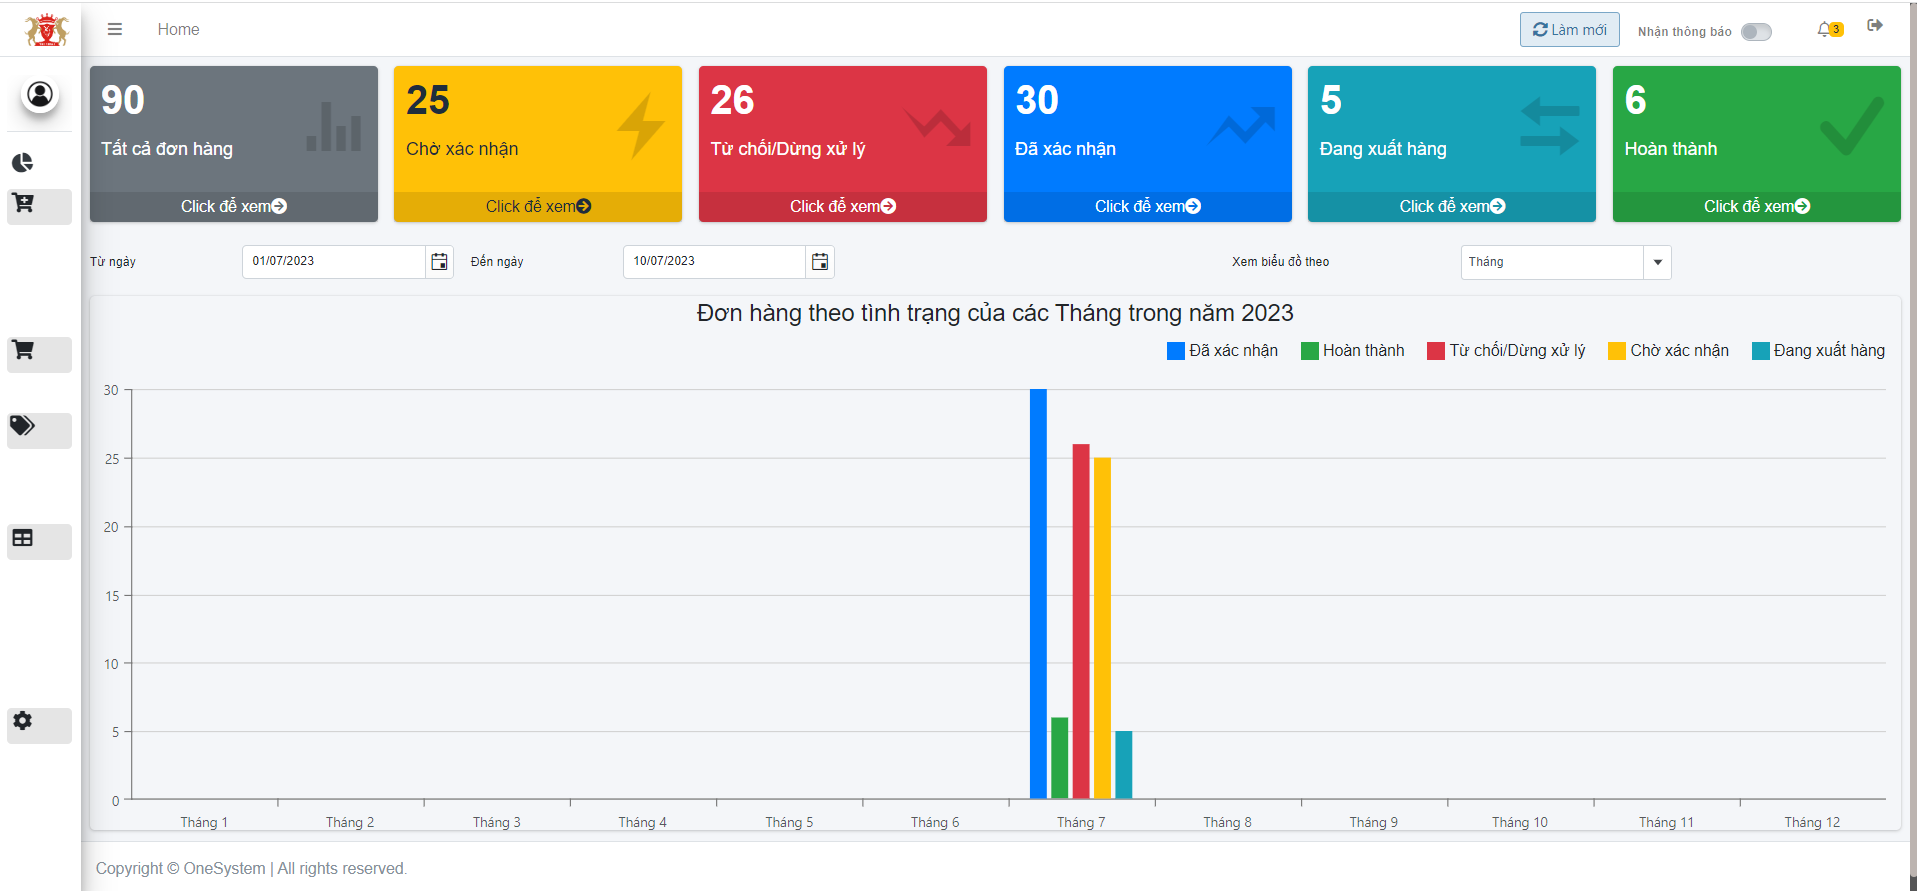 Home
Làm mới
Nhận thông báo
3
90
Tất cả đơn hàng
Click để xem
25
Chờ xác nhận
Click để xem
26
Từ chối/Dừng xử lý
Click để xem
30
Đã xác nhận
Click để xem
5
Đang xuất hàng
Click để xem
6
Hoàn thành
Click để xem
Từ ngày
01/07/2023
Đến ngày
10/07/2023
Xem biểu đồ theo
Tháng
Đơn hàng theo tình trạng của các Tháng trong năm 2023
Đã xác nhận
Hoàn thành
Từ chối/Dừng xử lý
Chờ xác nhận
Đang xuất hàng
30
25
20
15
10
5
0
Tháng 1
Tháng 2
Tháng 3
Tháng 4
Tháng 5
Tháng 6
Tháng 7
Tháng 8
Tháng 9
Tháng 10
Tháng 11
Tháng 12
Copyright © OneSystem | All rights reserved.